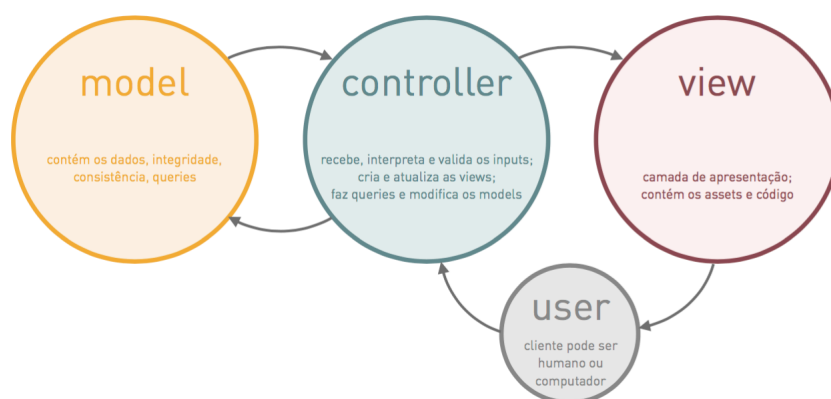 model
contém os dados, integridade,
consistência, queries
controller
recebe, interpreta e valida os inputs;
cria e atualiza as views;
faz queries e modifica os models
view
camada de apresentação;
contém os assets e código
user
cliente pode ser
humano ou
computador